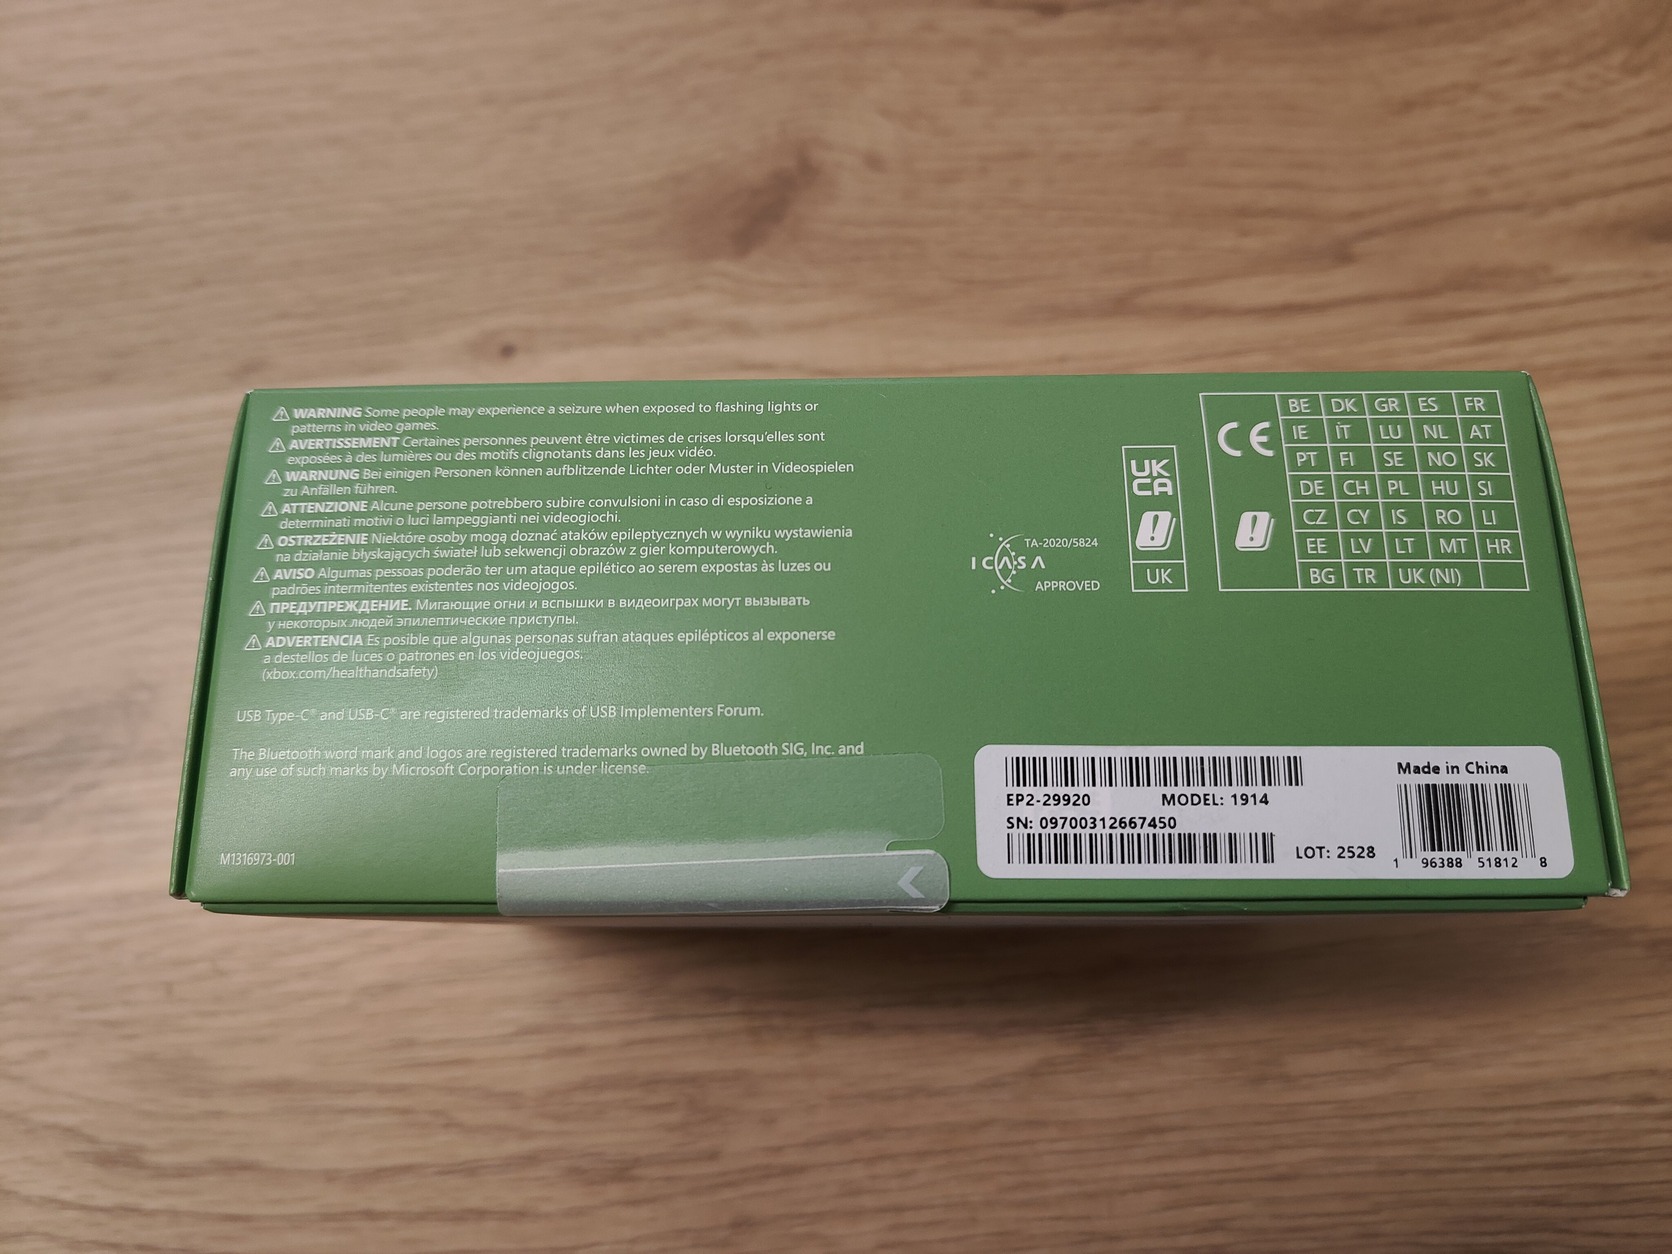 ⚠ WARNING Some people may experience a seizure when exposed to flashing lights or
patterns in video games.
⚠ AVERTISSEMENT Certaines personnes peuvent être victimes de crises lorsqu'elles sont
exposées à des lumières ou des motifs clignotants dans les jeux vidéo.
⚠ WARNUNG Bei einigen Personen können aufblitzende Lichter oder Muster in Videospielen
zu Anfällen führen.
⚠ ATTENZIONE Alcune persone potrebbero subire convulsioni in caso di esposizione a
determinati motivi o luci lampeggianti nei videogiochi.
⚠ OSTRZEŻENIE Niektóre osoby mogą doznać ataków epileptycznych w wyniku wystawienia
na działanie błyskających świateł lub sekwencji obrazów z gier komputerowych.
⚠ AVISO Algumas pessoas poderão ter um ataque epilético ao serem expostas às luzes ou
padrões intermitentes existentes nos videojogos.
⚠ ПРЕДУПРЕЖДЕНИЕ. Мигающие огни и вспышки в видеоиграх могут вызывать
у некоторых людей эпилептические приступы.
⚠ ADVERTENCIA Es posible que algunas personas sufran ataques epilépticos al exponerse
a destellos de luces o patrones en los videojuegos.
(xbox.com/healthandsafety)
USB Type-C® and USB-C® are registered trademarks of USB Implementers Forum.
The Bluetooth word mark and logos are registered trademarks owned by Bluetooth SIG, Inc. and
any use of such marks by Microsoft Corporation is under license.
M1316973-001
TA-2020/5824
ICASA
APPROVED
UK
CA
UK
CE
BE DK GR ES FR
IE IT LU NL AT
PT FI SE NO SK
DE CH PL HU SI
CZ CY IS RO LI
EE LV LT MT HR
BG TR UK (NI)
EP2-29920 MODEL: 1914
SN: 09700312667450
LOT: 2528
Made in China
1 96388 51812 8